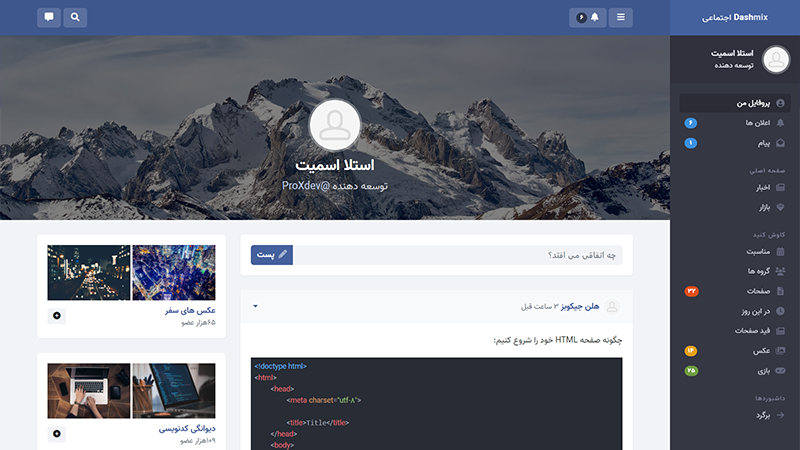 Dashmix اجتماعی
۶
استلا اسمیت
توسعه دهنده
پروفایل من
اعلان ها ۶
پیام ۱
صفحه اصلی
اخبار
بازار
کاوش کنید
مناسبت
گروه ها
صفحات ۳۲
در این روز
فید صفحات
عکس ۱۴
بازی ۲۵
داشبوردها
برگرد
استلا اسمیت
توسعه دهنده @ProXdev
چه اتفاقی می افتد؟
پست
هلن جیکوبز ۳ ساعت قبل
چگونه صفحه HTML خود را شروع کنیم:
<!doctype html>
<html>
<head>
<meta charset="utf-۸">
<title>Title</title>
</head>
<body>
عکس های سفر
۶۵هزار عضو
دیوانگی کدنویسی
۱۰۹هزار عضو